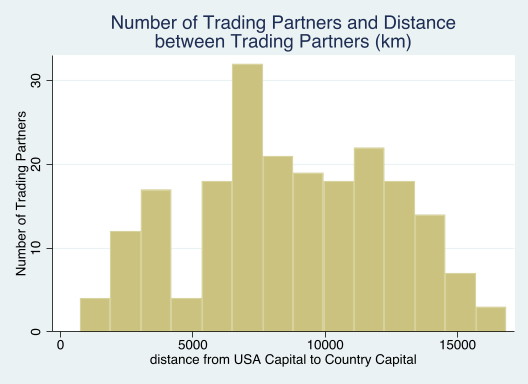 Number of Trading Partners and Distance
between Trading Partners (km)
Number of Trading Partners
30
20
10
0
0 5000 10000 15000
distance from USA Capital to Country Capital